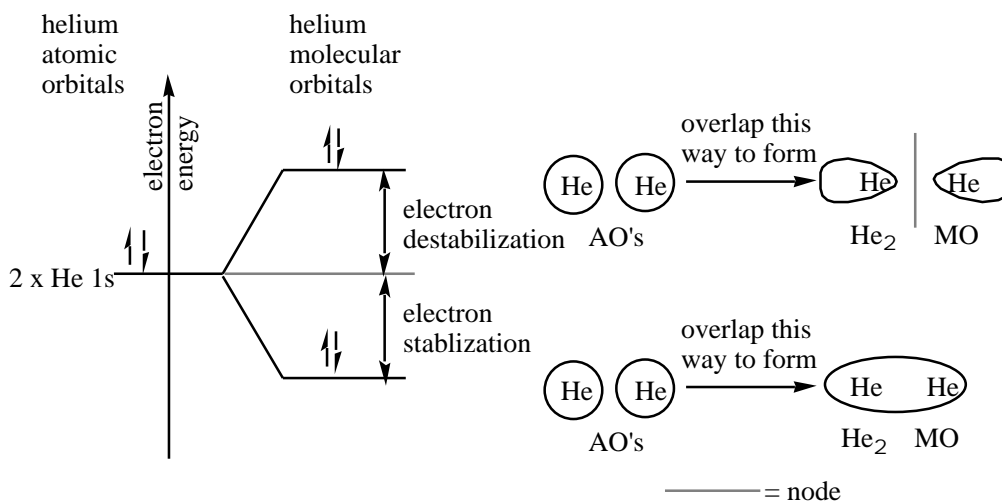 helium
atomic
orbitals
helium
molecular
orbitals
electron
energy
2 x He 1s
electron
destabilization
electron
stablization
overlap this
way to form
He He
AO's
He He
He₂ MO
overlap this
way to form
He He
AO's
He He
He₂ MO
= node